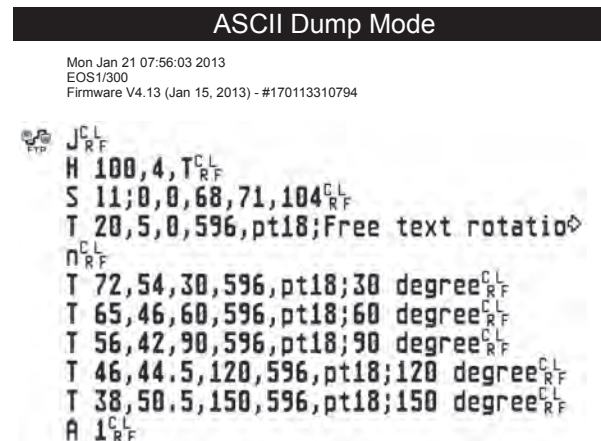 ASCII Dump Mode
Mon Jan 21 07:56:03 2013
EOS1/300
Firmware V4.13 (Jan 15, 2013) - #170113310794
FTP
J␍␊
H 100,4,T␍␊
S 11;0,0,68,71,104␍␊
T 20,5,0,596,pt18;Free text rotatio⇨
n␍␊
T 72,54,30,596,pt18;30 degree␍␊
T 65,46,60,596,pt18;60 degree␍␊
T 56,42,90,596,pt18;90 degree␍␊
T 46,44.5,120,596,pt18;120 degree␍␊
T 38,50.5,150,596,pt18;150 degree␍␊
A 1␍␊